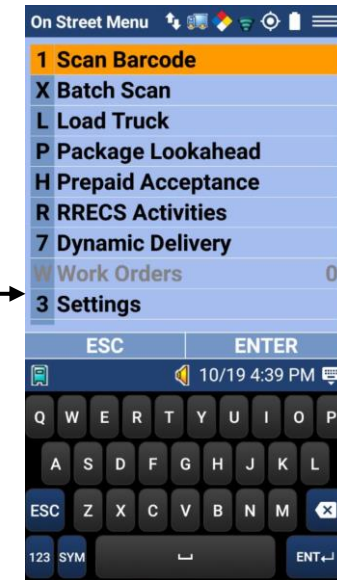 On Street Menu
1 Scan Barcode
X Batch Scan
L Load Truck
P Package Lookahead
H Prepaid Acceptance
R RRECS Activities
7 Dynamic Delivery
W Work Orders 0
3 Settings
ESC ENTER
10/19 4:39 PM
Q W E R T Y U I O P
A S D F G H J K L
ESC Z X C V B N M
123 SYM ENT